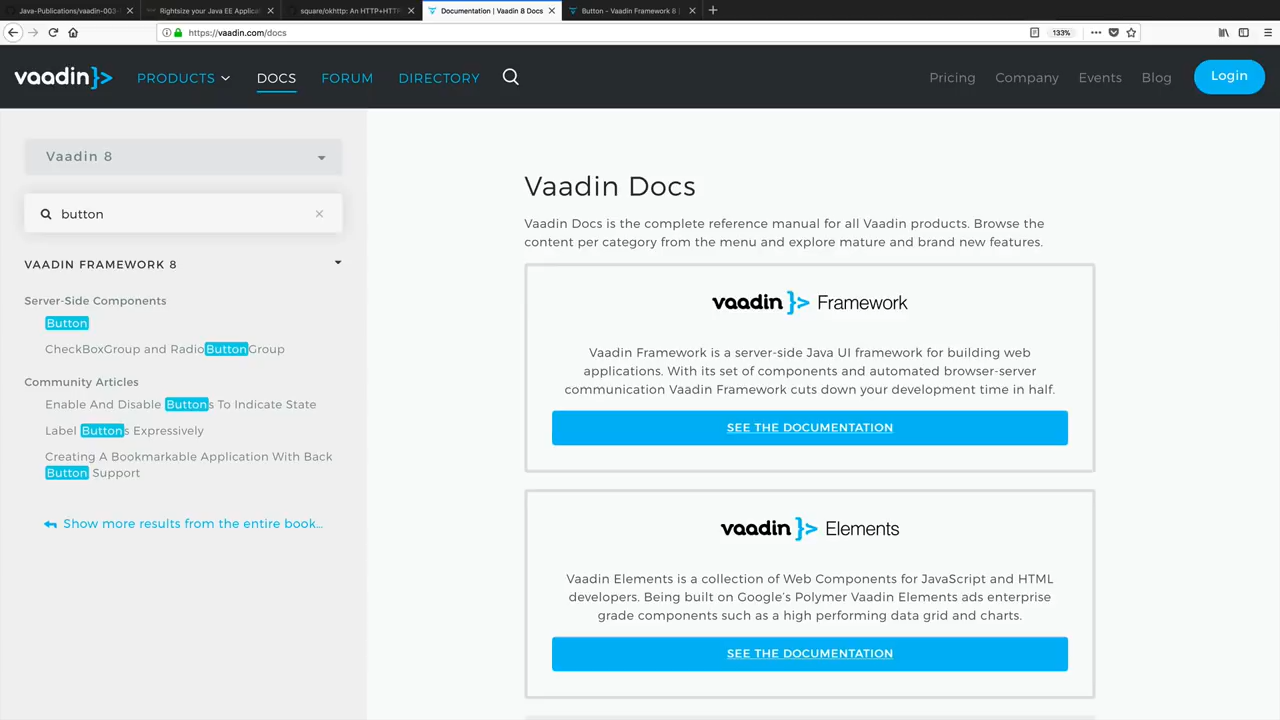 Java-Publications/vaadin-003-
Rightsize your Java EE Applicat
square/okhttp: An HTTP+HTTP
Documentation | Vaadin 8 Docs
Button - Vaadin Framework 8 |
https://vaadin.com/docs
133%
vaadin}>
PRODUCTS
DOCS
FORUM
DIRECTORY
Pricing
Company
Events
Blog
Login
Vaadin 8
button
VAADIN FRAMEWORK 8
Server-Side Components
Button
CheckBoxGroup and RadioButtonGroup
Community Articles
Enable And Disable Buttons To Indicate State
Label Buttons Expressively
Creating A Bookmarkable Application With Back
Button Support
Show more results from the entire book...
Vaadin Docs
Vaadin Docs is the complete reference manual for all Vaadin products. Browse the
content per category from the menu and explore mature and brand new features.
vaadin}> Framework
Vaadin Framework is a server-side Java UI framework for building web
applications. With its set of components and automated browser-server
communication Vaadin Framework cuts down your development time in half.
SEE THE DOCUMENTATION
vaadin}> Elements
Vaadin Elements is a collection of Web Components for JavaScript and HTML
developers. Being built on Google's Polymer Vaadin Elements ads enterprise
grade components such as a high performing data grid and charts.
SEE THE DOCUMENTATION